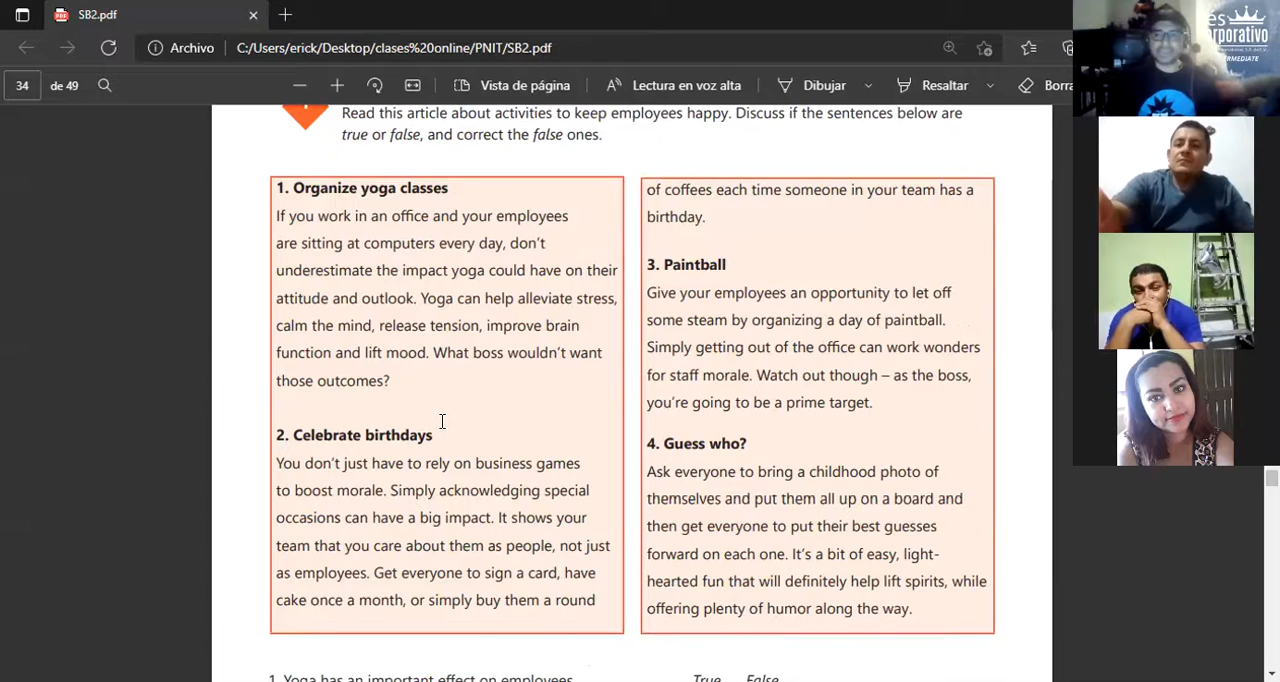 SB2.pdf
Archivo
C:/Users/erick/Desktop/clases%20online/PNIT/SB2.pdf
34 de 49
Vista de página
Lectura en voz alta
Dibujar
Resaltar
Borra
és
rporativo
Read this article about activities to keep employees happy. Discuss if the sentences below are
true or false, and correct the false ones.
1. Organize yoga classes
If you work in an office and your employees
are sitting at computers every day, don't
underestimate the impact yoga could have on their
attitude and outlook. Yoga can help alleviate stress,
calm the mind, release tension, improve brain
function and lift mood. What boss wouldn't want
those outcomes?
2. Celebrate birthdays
You don't just have to rely on business games
to boost morale. Simply acknowledging special
occasions can have a big impact. It shows your
team that you care about them as people, not just
as employees. Get everyone to sign a card, have
cake once a month, or simply buy them a round
of coffees each time someone in your team has a
birthday.
3. Paintball
Give your employees an opportunity to let off
some steam by organizing a day of paintball.
Simply getting out of the office can work wonders
for staff morale. Watch out though – as the boss,
you're going to be a prime target.
4. Guess who?
Ask everyone to bring a childhood photo of
themselves and put them all up on a board and
then get everyone to put their best guesses
forward on each one. It's a bit of easy, light-
hearted fun that will definitely help lift spirits, while
offering plenty of humor along the way.
1. Yoga has an important effect on employees
True False